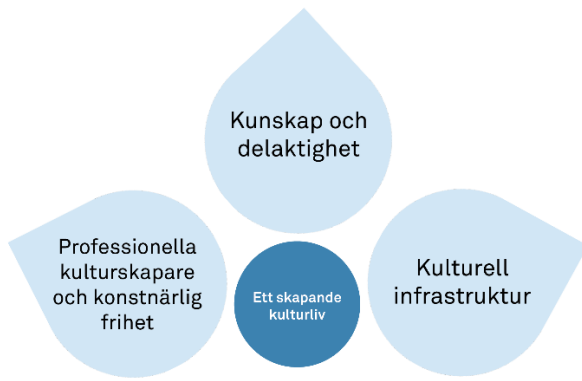 Kunskap och
delaktighet
Professionella
kulturskapare
och konstnärlig
frihet
Ett skapande
kulturliv
Kulturell
infrastruktur